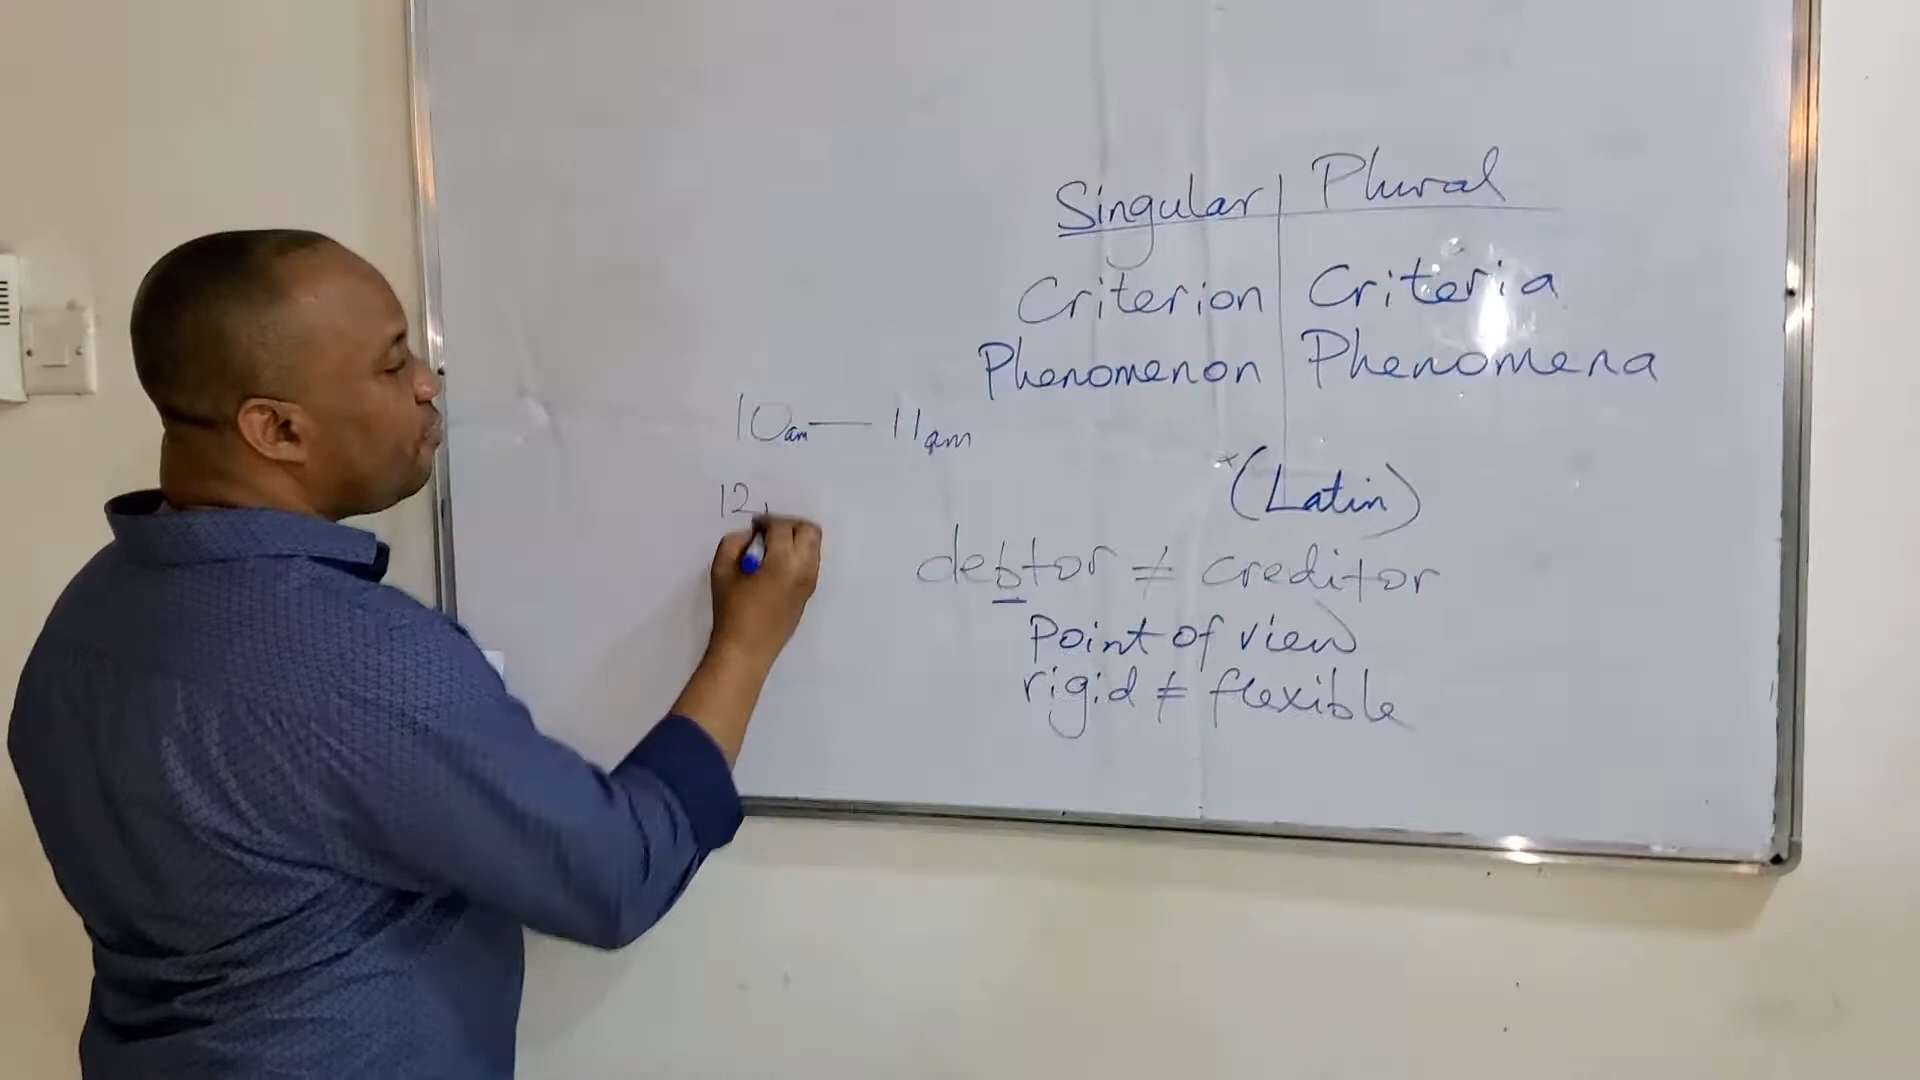 Singular | Plural
Criterion | Criteria
Phenomenon | Phenomena
10am — 11am
12
*(Latin)
debtor ≠ creditor
Point of view
rigid ≠ flexible